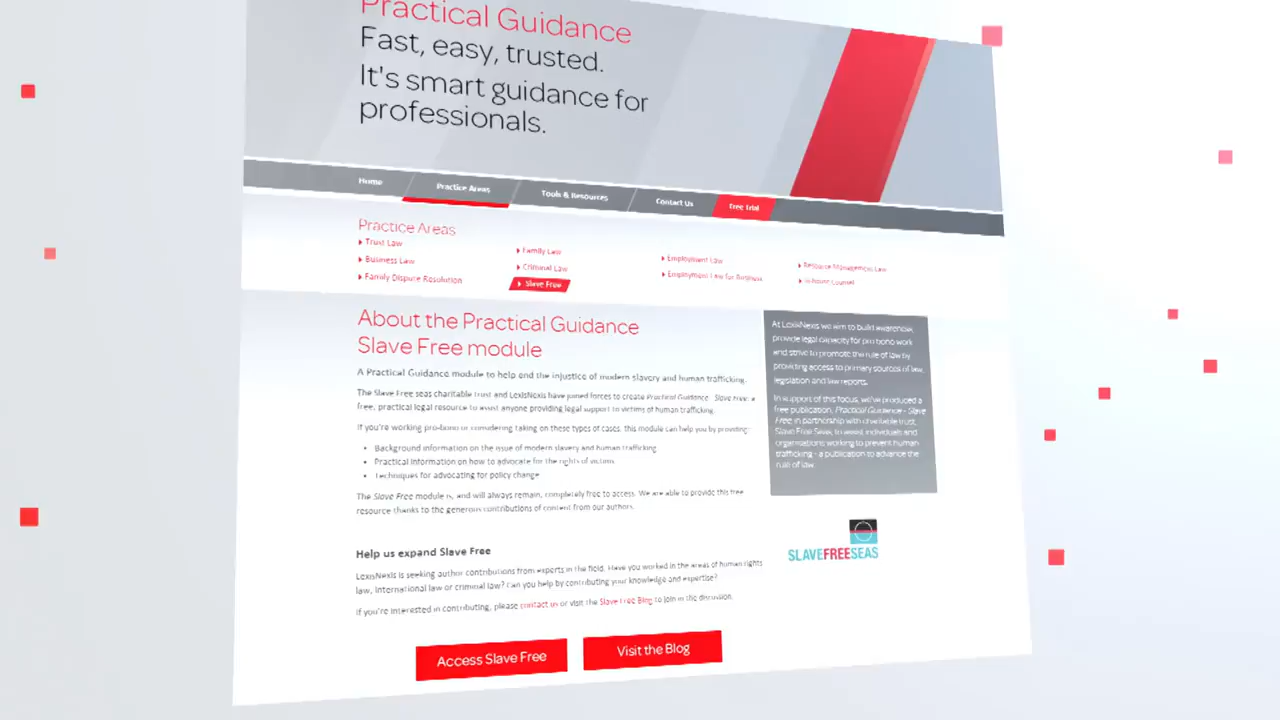 Practical Guidance
Fast, easy, trusted.
It's smart guidance for
professionals.
Home
Practice Areas
Tools & Resources
Contact Us
Free Trial
Practice Areas
Trust Law
Business Law
Family Dispute Resolution
Family Law
Criminal Law
Slave Free
Employment Law
Employment Law for Business
Resource Management Law
In-house Counsel
About the Practical Guidance
Slave Free module
A Practical Guidance module to help end the injustice of modern slavery and human trafficking.
The Slave Free seas charitable trust and LexisNexis have joined forces to create Practical Guidance - Slave Free: a
free, practical legal resource to assist anyone providing legal support to victims of human trafficking.
If you're working pro-bono or considering taking on these types of cases, this module can help you by providing:
Background information on the issue of modern slavery and human trafficking
Practical information on how to advocate for the rights of victims
Techniques for advocating for policy change
The Slave Free module is, and will always remain, completely free to access. We are able to provide this free
resource thanks to the generous contributions of content from our authors.
Help us expand Slave Free
LexisNexis is seeking author contributions from experts in the field. Have you worked in the areas of human rights
law, international law or criminal law? Can you help by contributing your knowledge and expertise?
If you're interested in contributing, please contact us or visit the Slave Free Blog to join in the discussion.
Access Slave Free
Visit the Blog
At LexisNexis we aim to build awareness,
provide legal capacity for pro bono work
and strive to promote the rule of law by
providing access to primary sources of law,
legislation and law reports.
In support of this focus, we've produced a
free publication, Practical Guidance - Slave
Free in partnership with charitable trust,
Slave Free Seas, to assist individuals and
organisations working to prevent human
trafficking - a publication to advance the
rule of law.
SLAVEFREESEAS